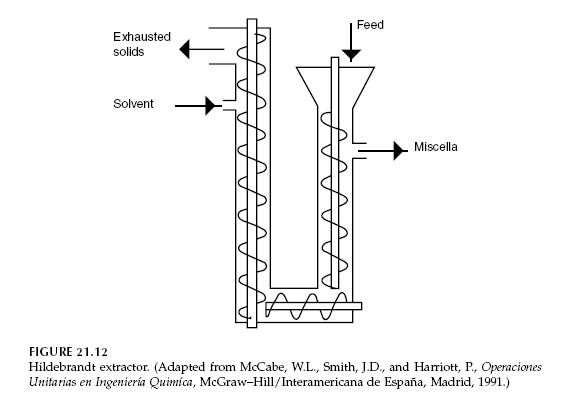 Feed
Exhausted
solids
Solvent
Miscella
FIGURE 21.12
Hildebrandt extractor. (Adapted from McCabe, W.L., Smith, J.D., and Harriott, P., Operaciones
Unitarias en Ingeniería Quimíca, McGraw–Hill/Interamericana de España, Madrid, 1991.)